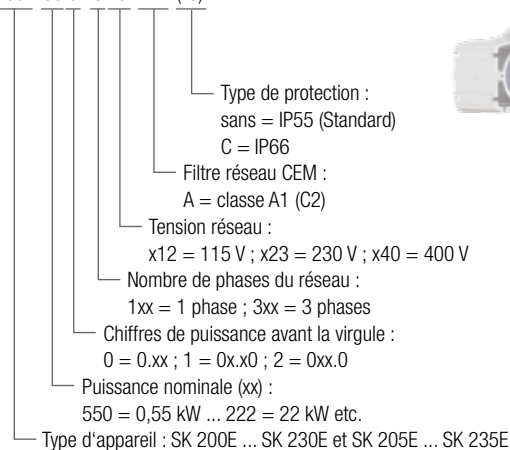 Type de protection :
sans = IP55 (Standard)
C = IP66
Filtre réseau CEM :
A = classe A1 (C2)
Tension réseau :
x12 = 115 V ; x23 = 230 V ; x40 = 400 V
Nombre de phases du réseau :
1xx = 1 phase ; 3xx = 3 phases
Chiffres de puissance avant la virgule :
0 = 0.xx ; 1 = 0x.x0 ; 2 = 0xx.0
Puissance nominale (xx) :
550 = 0,55 kW ... 222 = 22 kW etc.
Type d'appareil : SK 200E ... SK 230E et SK 205E ... SK 235E